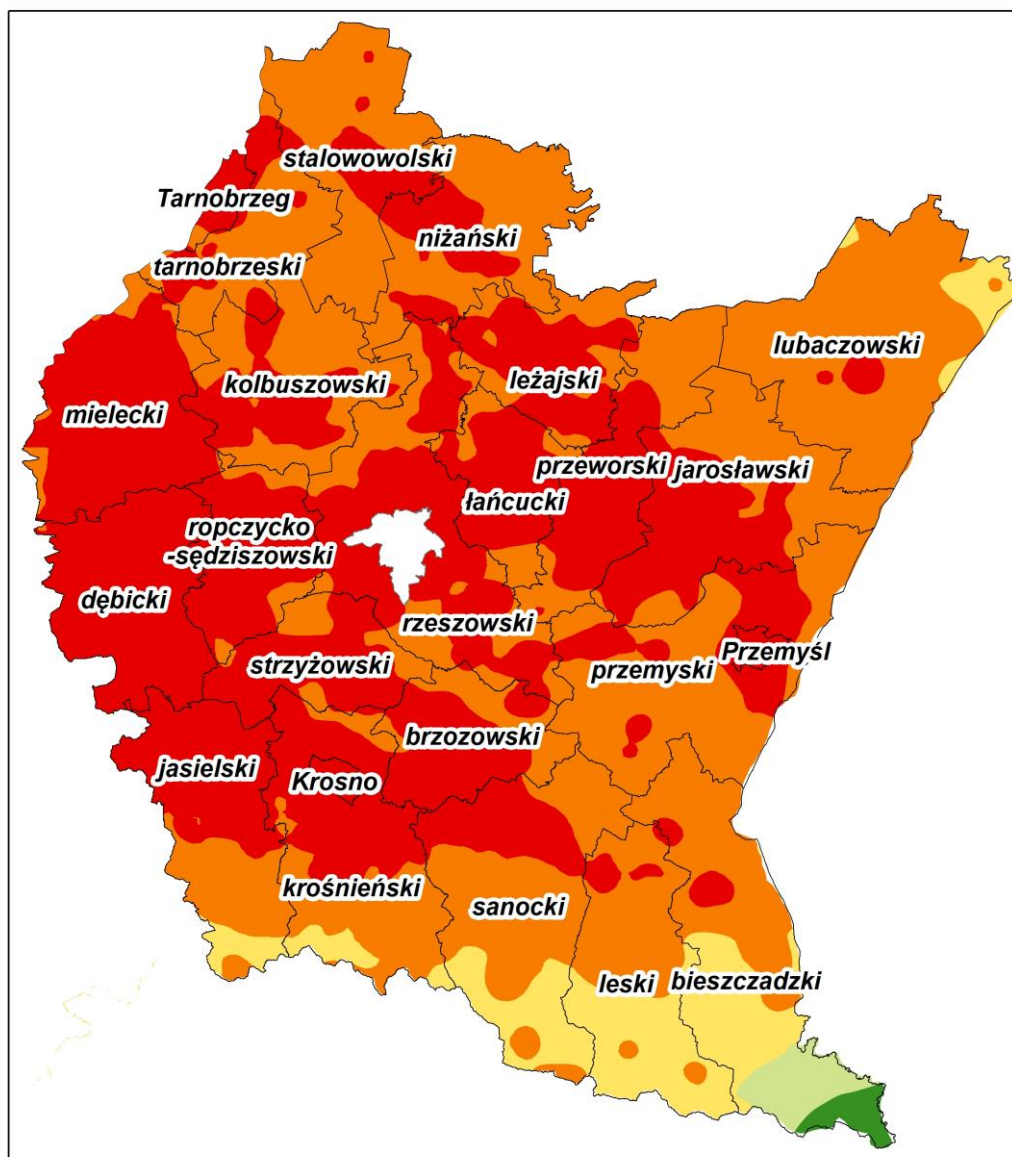 stalowowolski
Tarnobrzeg
niżański
tarnobrzeski
lubaczowski
kolbuszowski
leżajski
mielecki
przeworski
jarosławski
łańcucki
ropczycko
-sędziszowski
dębicki
rzeszowski
strzyżowski
przemyski
Przemyśl
brzozowski
jasielski
Krosno
krośnieński
sanocki
leski
bieszczadzki